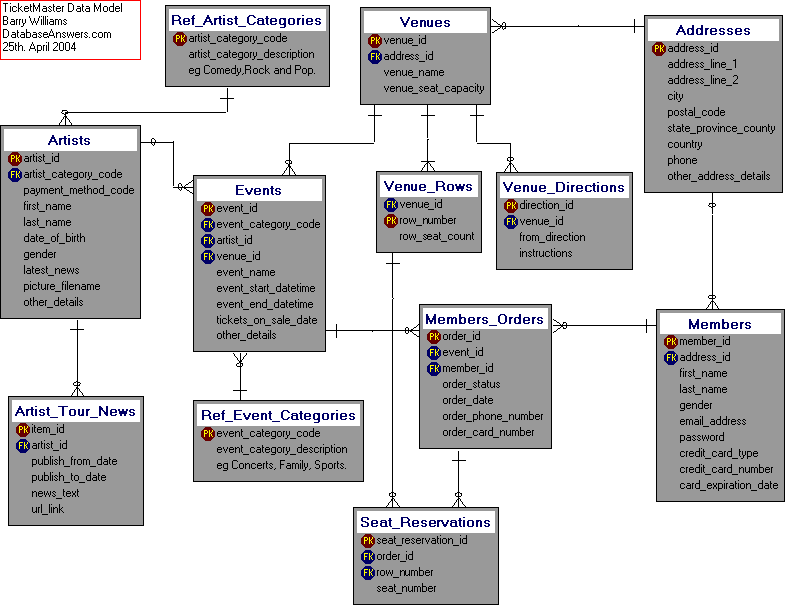 TicketMaster Data Model
Barry Williams
DatabaseAnswers.com
25th. April 2004
Ref_Artist_Categories
PK artist_category_code
artist_category_description
eg Comedy,Rock and Pop.
Venues
PK venue_id
FK address_id
venue_name
venue_seat_capacity
Addresses
PK address_id
address_line_1
address_line_2
city
postal_code
state_province_county
country
phone
other_address_details
Artists
PK artist_id
FK artist_category_code
payment_method_code
first_name
last_name
date_of_birth
gender
latest_news
picture_filename
other_details
Events
PK event_id
FK event_category_code
FK artist_id
FK venue_id
event_name
event_start_datetime
event_end_datetime
tickets_on_sale_date
other_details
Venue_Rows
FK venue_id
PK row_number
row_seat_count
Venue_Directions
PK direction_id
FK venue_id
from_direction
instructions
Members_Orders
PK order_id
FK event_id
FK member_id
order_status
order_date
order_phone_number
order_card_number
Members
PK member_id
FK address_id
first_name
last_name
gender
email_address
password
credit_card_type
credit_card_number
card_expiration_date
Artist_Tour_News
PK item_id
FK artist_id
publish_from_date
publish_to_date
news_text
url_link
Ref_Event_Categories
PK event_category_code
event_category_description
eg Concerts, Family, Sports.
Seat_Reservations
PK seat_reservation_id
FK order_id
FK row_number
seat_number